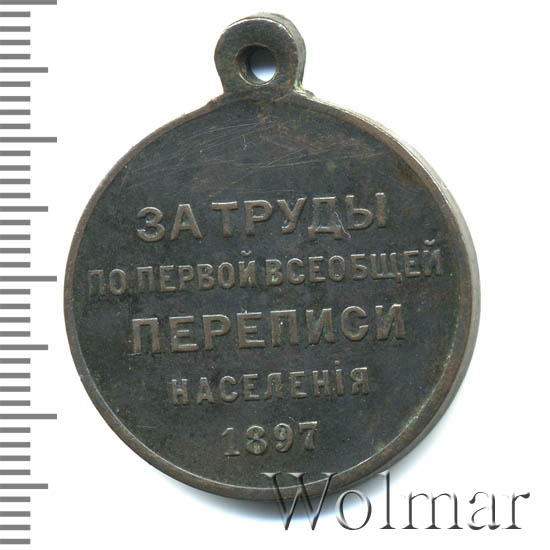 ЗА ТРУДЫ
ПО ПЕРВОЙ ВСЕОБЩЕЙ
ПЕРЕПИСИ
НАСЕЛЕНІЯ
1897
Wolmar